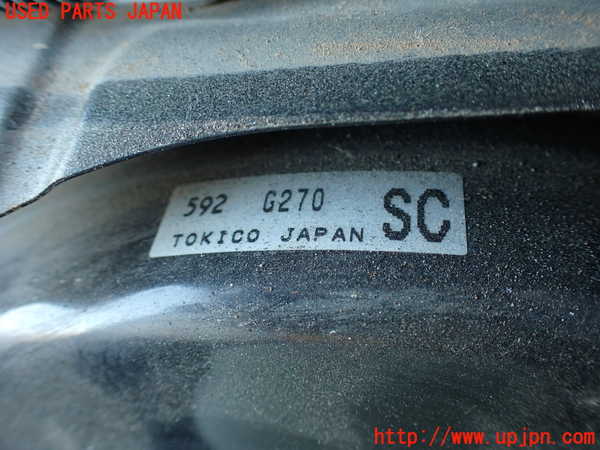 USED PARTS JAPAN
592 G270
TOKICO JAPAN SC
http://www.upjpn.com